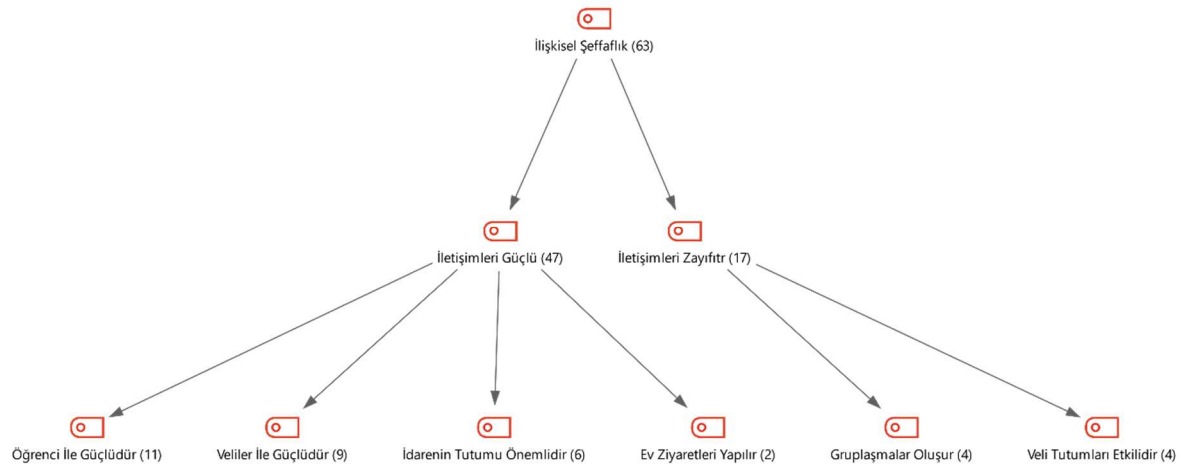 İlişkisel Şeffaflık (63)
İletişimleri Güçlü (47)
İletişimleri Zayıfıtr (17)
Öğrenci İle Güçlüdür (11)
Veliler İle Güçlüdür (9)
İdarenin Tutumu Önemlidir (6)
Ev Ziyaretleri Yapılır (2)
Gruplaşmalar Oluşur (4)
Veli Tutumları Etkilidir (4)